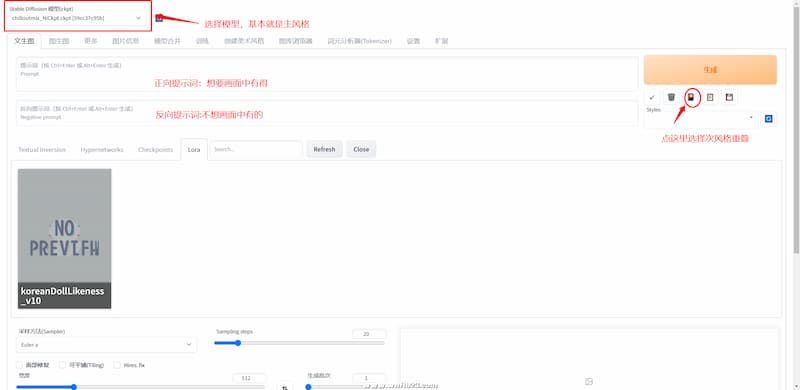 Stable Diffusion 模型(ckpt)
chilloutmix_NiCkpt.ckpt [59cc37c95b]
选择模型，基本就是主风格
文生图 图生图 更多 图片信息 模型合并 训练 创建美术风格 图库浏览器 词元分析器(Tokenizer) 设置 扩展
提示词（按 Ctrl+Enter 或 Alt+Enter 生成）
Prompt
正向提示词：想要画面中有得
反向提示词（按 Ctrl+Enter 或 Alt+Enter 生成）
Negative prompt
反向提示词:不想画面中有的
生成
Styles
点这里选择次风格重叠
Textual Inversion Hypernetworks Checkpoints Lora Search... Refresh Close
NO
PREVIEW
koreanDollLikeness
_v10
采样方法(Sampler)
Euler a
Sampling steps 20
面部修复 可平铺(Tiling) Hires. fix
宽度 512
生成批次 1